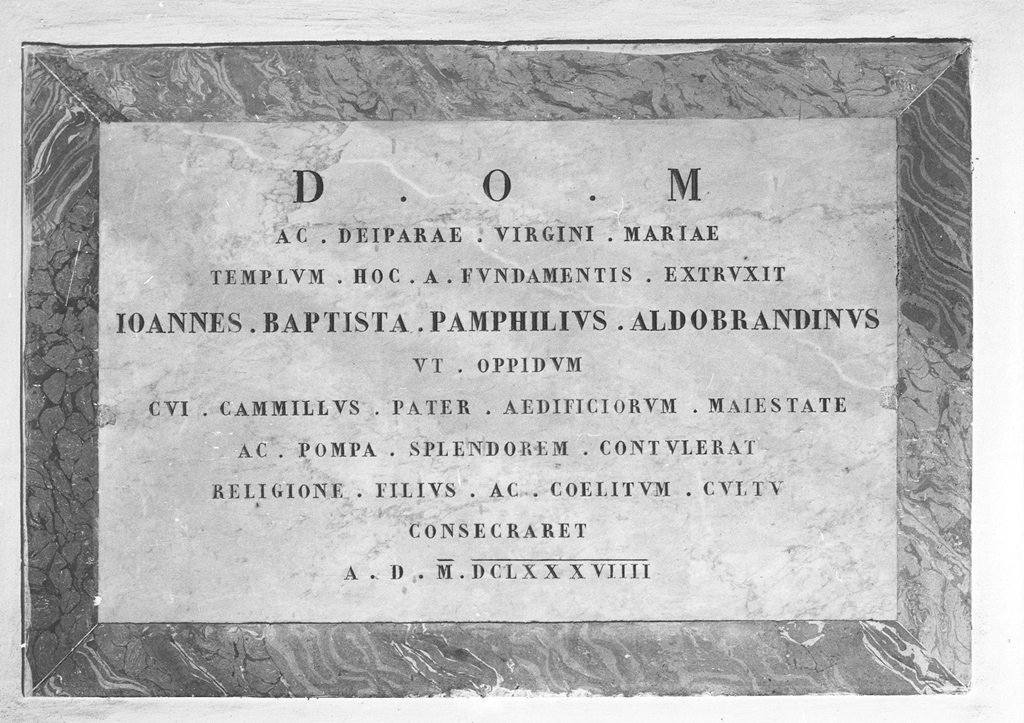 D . O . M
AC . DEIPARAE . VIRGINI . MARIAE
TEMPLVM . HOC . A . FVNDAMENTIS . EXTRVXIT
IOANNES . BAPTISTA . PAMPHILIVS . ALDOBRANDINVS
VT . OPPIDVM
CVI . CAMMILLVS . PATER . AEDIFICIORVM . MAIESTATE
AC . POMPA . SPLENDOREM . CONTVLERAT
RELIGIONE . FILIVS . AC . COELITVM . CVLTV
CONSECRARET
A . D . M̅ . D̅C̅L̅X̅X̅X̅V̅I̅I̅I̅I̅